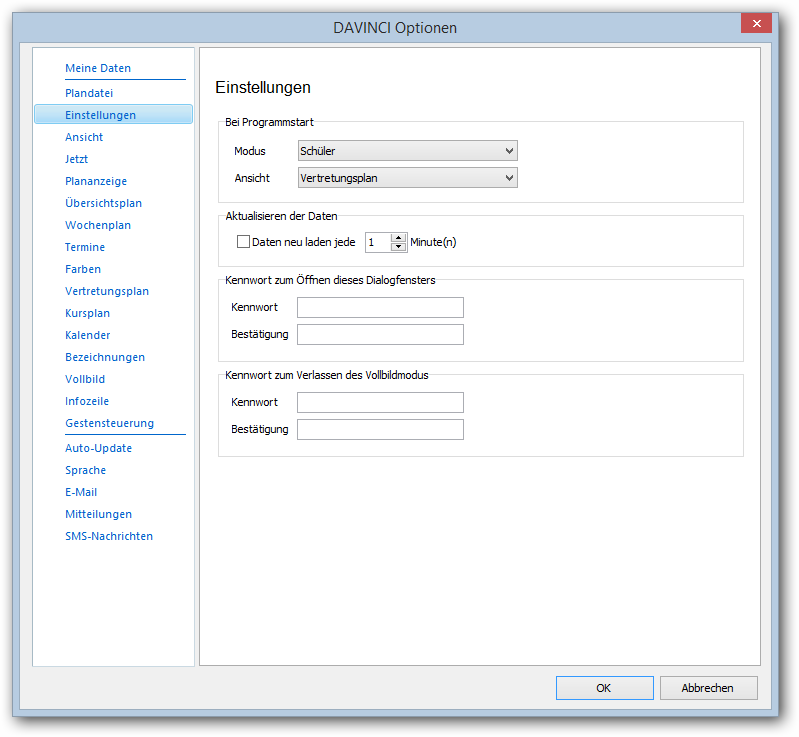 DAVINCI Optionen
Meine Daten
Plandatei
Einstellungen
Ansicht
Jetzt
Plananzeige
Übersichtsplan
Wochenplan
Termine
Farben
Vertretungsplan
Kursplan
Kalender
Bezeichnungen
Vollbild
Infozeile
Gestensteuerung
Auto-Update
Sprache
E-Mail
Mitteilungen
SMS-Nachrichten
Einstellungen
Bei Programmstart
Modus Schüler
Ansicht Vertretungsplan
Aktualisieren der Daten
Daten neu laden jede 1 Minute(n)
Kennwort zum Öffnen dieses Dialogfensters
Kennwort
Bestätigung
Kennwort zum Verlassen des Vollbildmodus
Kennwort
Bestätigung
OK Abbrechen